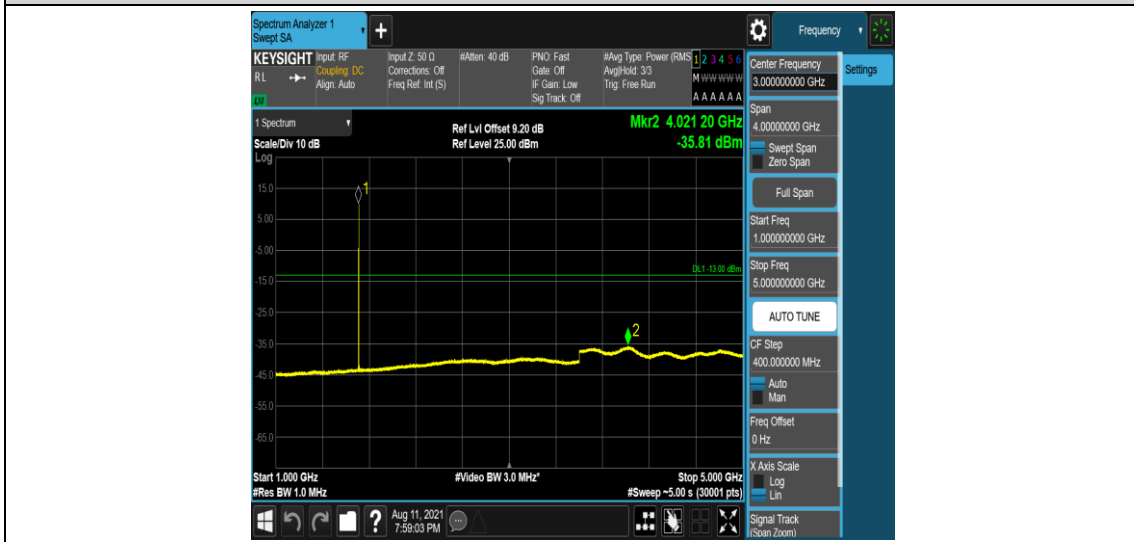 Spectrum Analyzer 1
Swept SA
+
Frequency
KEYSIGHT
RL
Input: RF
Coupling: DC
Align: Auto
Input Z: 50 Ω
Corrections: Off
Freq Ref: Int (S)
#Atten: 40 dB
PNO: Fast
Gate: Off
IF Gain: Low
Sig Track: Off
#Avg Type: Power (RMS
Avg|Hold: 3/3
Trig: Free Run
1 2 3 4 5 6
M W W W W W
A A A A A A
1 Spectrum
Scale/Div 10 dB
Log
Ref Lvl Offset 9.20 dB
Ref Level 25.00 dBm
Mkr2 4.021 20 GHz
-35.81 dBm
15.0
5.00
-5.00
-15.0
-25.0
-35.0
-45.0
-55.0
-65.0
1
DL1 -13.00 dBm
2
Start 1.000 GHz
#Res BW 1.0 MHz
#Video BW 3.0 MHz*
Stop 5.000 GHz
#Sweep ~5.00 s (30001 pts)
Center Frequency
3.000000000 GHz
Settings
Span
4.00000000 GHz
Swept Span
Zero Span
Full Span
Start Freq
1.000000000 GHz
Stop Freq
5.000000000 GHz
AUTO TUNE
CF Step
400.000000 MHz
Auto
Man
Freq Offset
0 Hz
X Axis Scale
Log
Lin
Signal Track
(Span Zoom)
?
Aug 11, 2021
7:59:03 PM